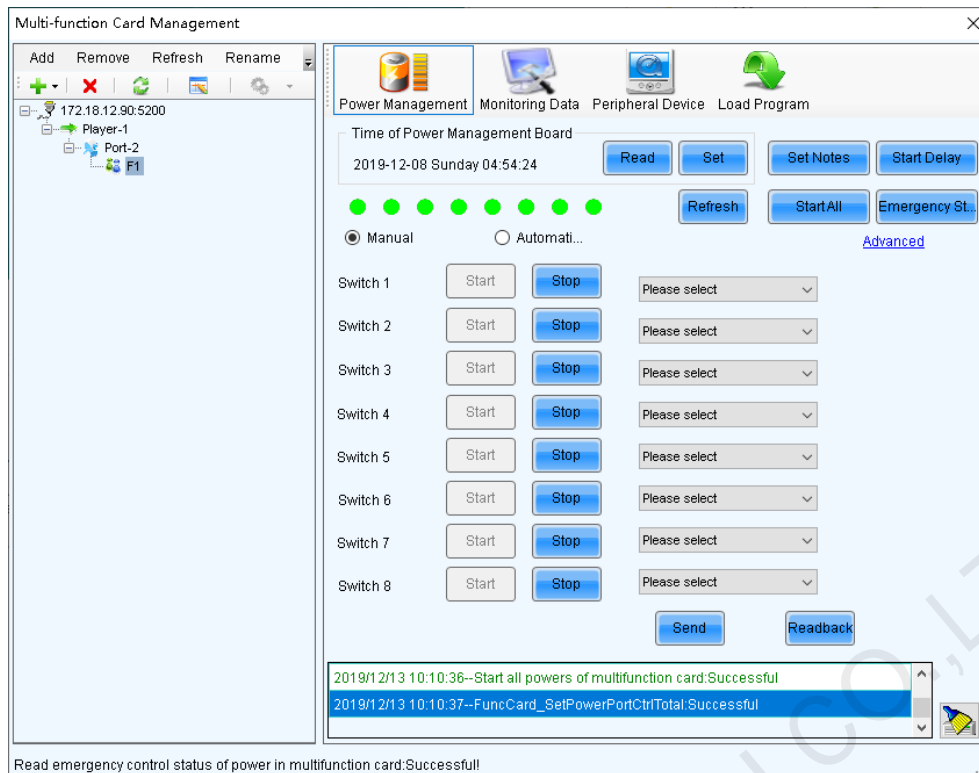 Multi-function Card Management
Add Remove Refresh Rename
172.18.12.90:5200
Player-1
Port-2
F1
Power Management Monitoring Data Peripheral Device Load Program
Time of Power Management Board
2019-12-08 Sunday 04:54:24 Read Set Set Notes Start Delay
Refresh Start All Emergency St...
Manual Automati... Advanced
Switch 1 Start Stop Please select
Switch 2 Start Stop Please select
Switch 3 Start Stop Please select
Switch 4 Start Stop Please select
Switch 5 Start Stop Please select
Switch 6 Start Stop Please select
Switch 7 Start Stop Please select
Switch 8 Start Stop Please select
Send Readback
2019/12/13 10:10:36--Start all powers of multifunction card:Successful
2019/12/13 10:10:37--FuncCard_SetPowerPortCtrlTotal:Successful
Read emergency control status of power in multifunction card:Successful!